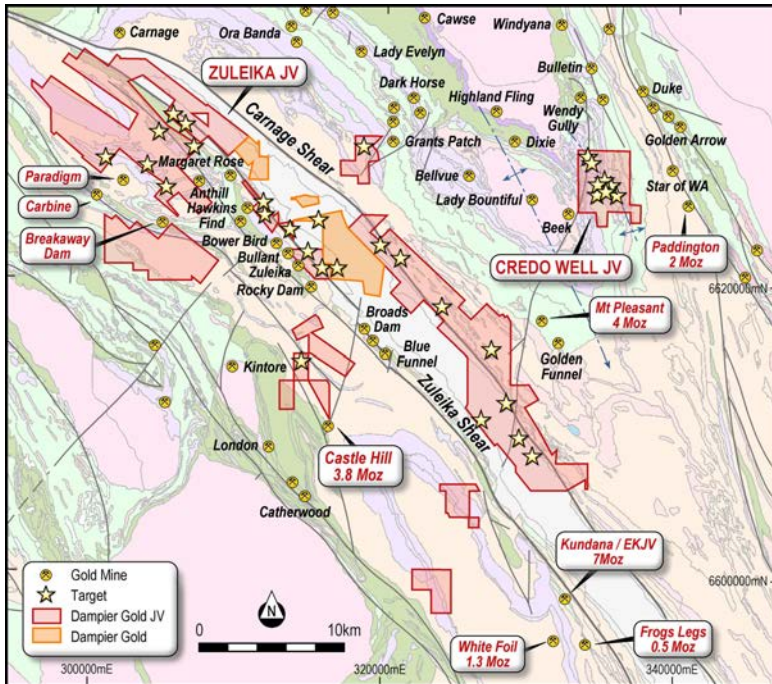 Carnage
Ora Banda
Cawse
Windyana
Lady Evelyn
ZULEIKA JV
Dark Horse
Bulletin
Duke
Highland Fling
Wendy
Gully
Carnage Shear
Golden Arrow
Grants Patch
Dixie
Margaret Rose
Paradigm
Bellvue
Star of WA
Carbine
Anthill
Hawkins
Find
Lady Bountiful
Beek
Breakaway
Dam
Bower Bird
Bullant
Zuleika
Rocky Dam
CREDO WELL JV
Paddington
2 Moz
6620000mN
Broads
Dam
Mt Pleasant
4 Moz
Blue
Funnel
Golden
Funnel
Kintore
Zuleika Shear
London
Castle Hill
3.8 Moz
Catherwood
Kundana / EKJV
7Moz
Gold Mine
Target
Dampier Gold JV
Dampier Gold
N
0
10km
6600000mN
White Foil
1.3 Moz
Frogs Legs
0.5 Moz
300000mE
320000mE
340000mE